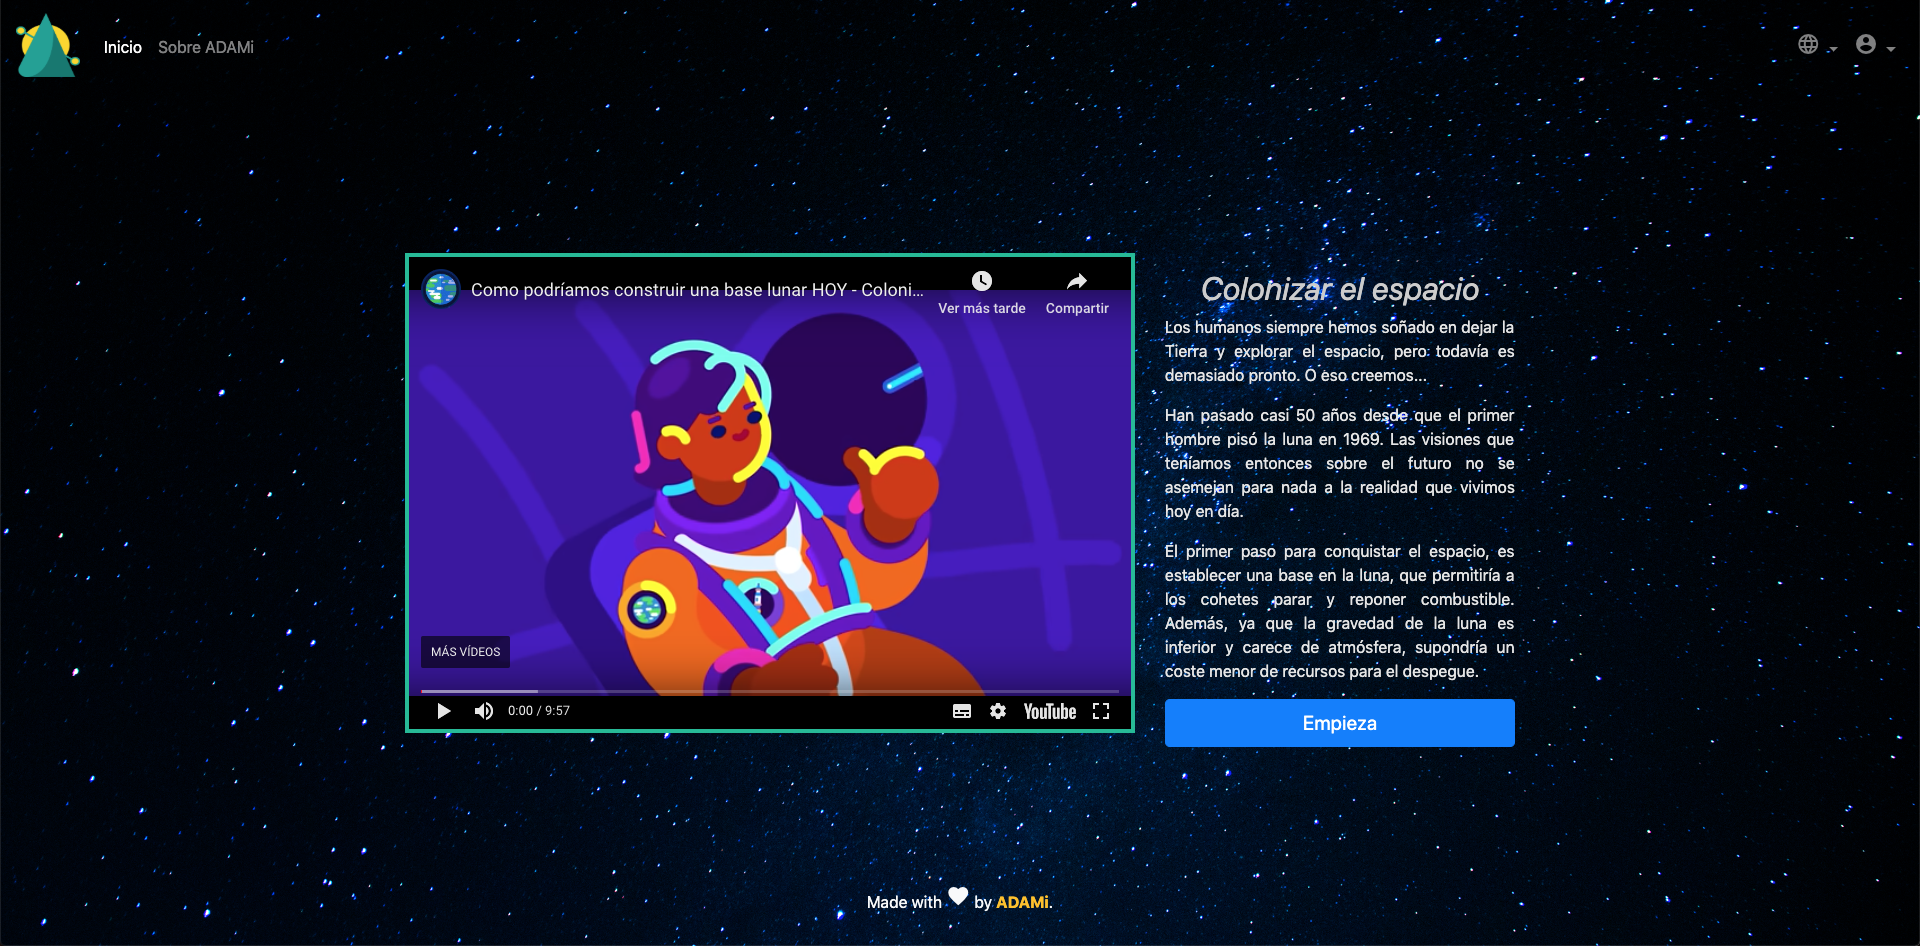 Inicio
Sobre ADAMi
Como podríamos construir una base lunar HOY - Coloni...
Ver más tarde
Compartir
MÁS VÍDEOS
0:00 / 9:57
YouTube
Colonizar el espacio
Los humanos siempre hemos soñado en dejar la
Tierra y explorar el espacio, pero todavía es
demasiado pronto. O eso creemos...
Han pasado casi 50 años desde que el primer
hombre pisó la luna en 1969. Las visiones que
teníamos entonces sobre el futuro no se
asemejan para nada a la realidad que vivimos
hoy en día.
El primer paso para conquistar el espacio, es
establecer una base en la luna, que permitiría a
los cohetes parar y reponer combustible.
Además, ya que la gravedad de la luna es
inferior y carece de atmósfera, supondría un
coste menor de recursos para el despegue.
Empieza
Made with by ADAMi.